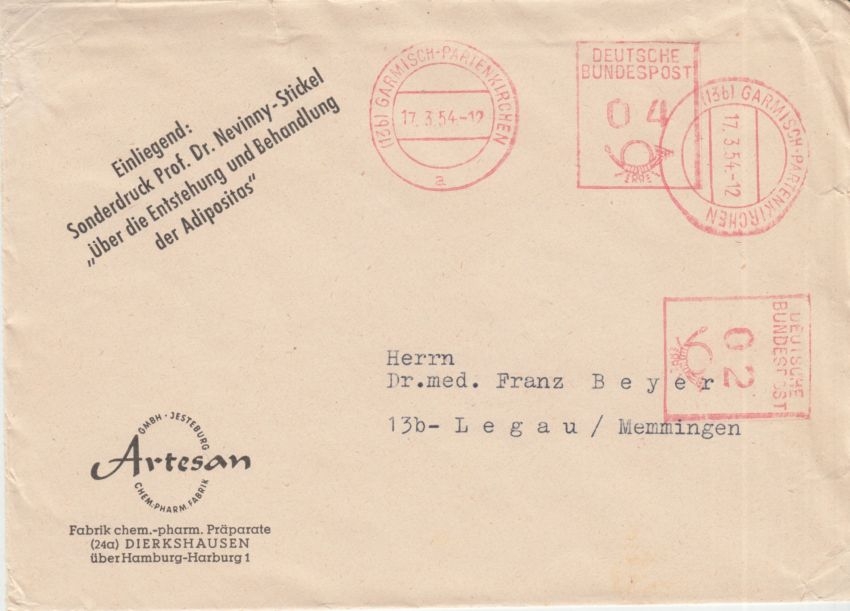 Einliegend:
Sonderdruck Prof. Dr. Nevinny-Stickel
„Über die Entstehung und Behandlung
der Adipositas"
(13b) GARMISCH-PARTENKIRCHEN
17.3.54.-12
a
DEUTSCHE
BUNDESPOST
04
(13b) GARMISCH-PARTENKIRCHEN
17.3.54.-12
DEUTSCHE
BUNDESPOST
02
Herrn
Dr.med. Franz Beyer
13b- Legau/Memmingen
GMBH · JESTEBURG
Artesan
CHEM.-PHARM. FABRIK
Fabrik chem.-pharm. Präparate
(24a) DIERKSHAUSEN
über Hamburg-Harburg 1